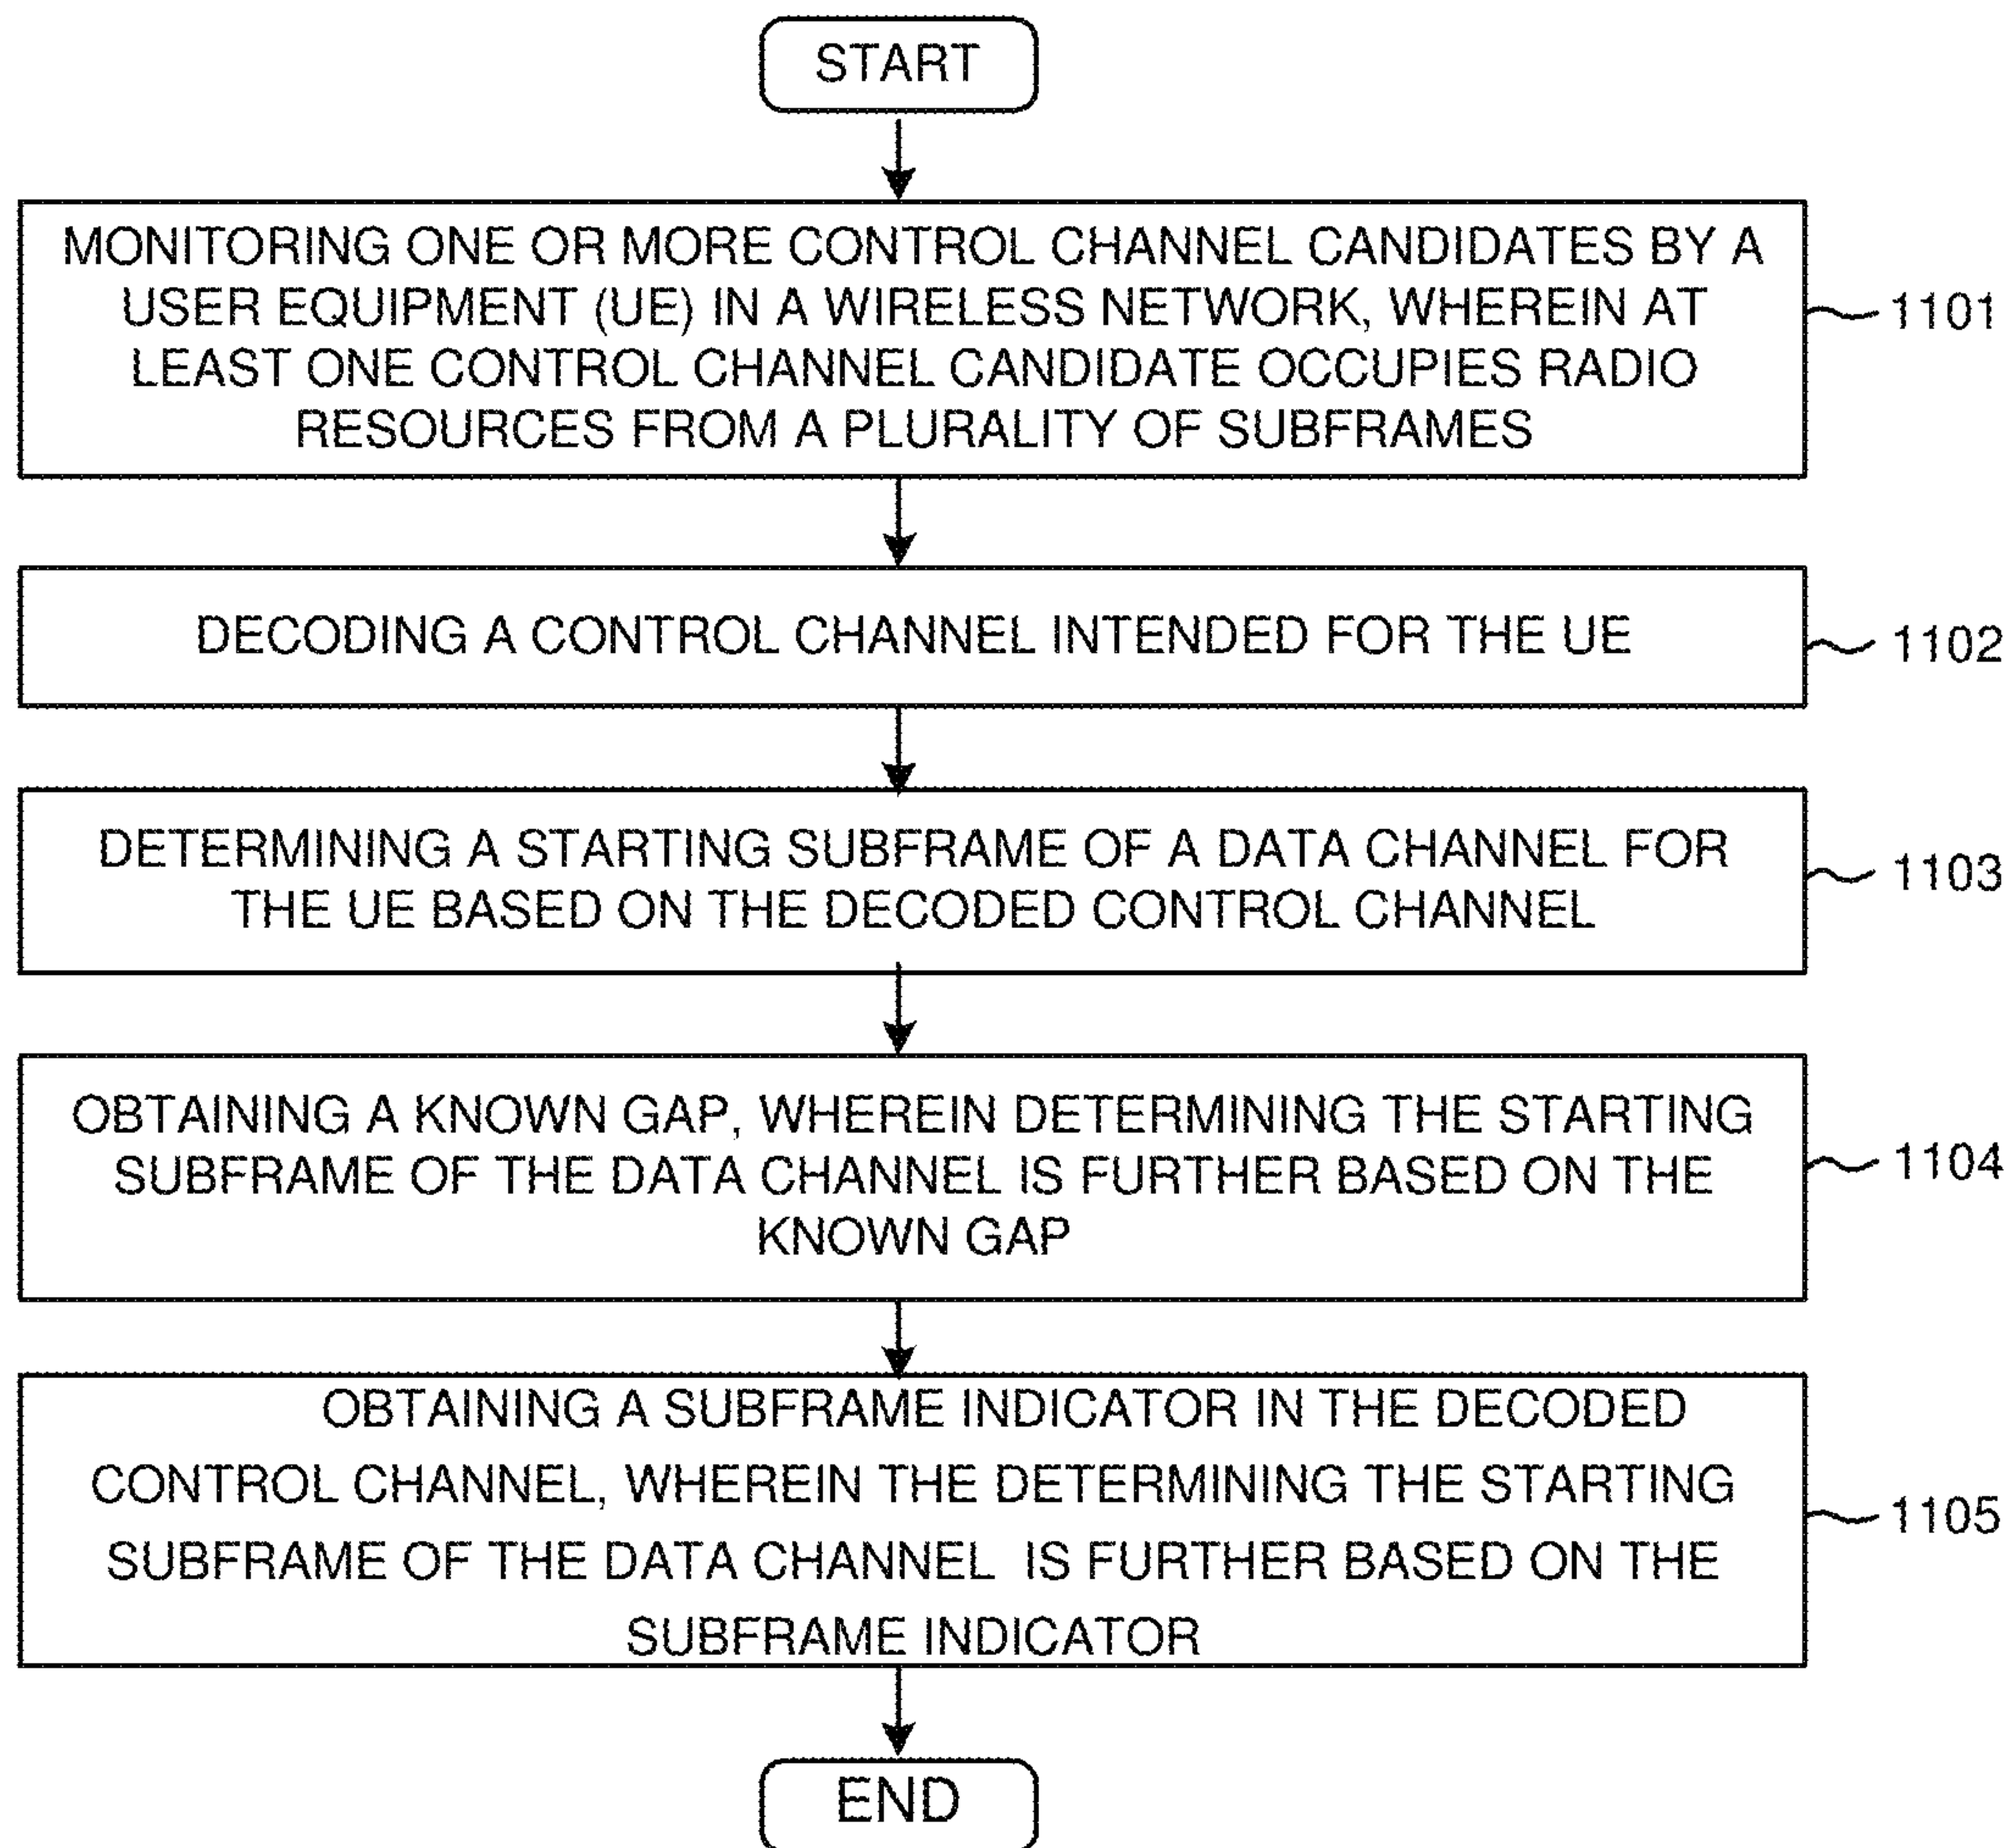 START
MONITORING ONE OR MORE CONTROL CHANNEL CANDIDATES BY A
USER EQUIPMENT (UE) IN A WIRELESS NETWORK, WHEREIN AT
LEAST ONE CONTROL CHANNEL CANDIDATE OCCUPIES RADIO
RESOURCES FROM A PLURALITY OF SUBFRAMES
1101
DECODING A CONTROL CHANNEL INTENDED FOR THE UE
1102
DETERMINING A STARTING SUBFRAME OF A DATA CHANNEL FOR
THE UE BASED ON THE DECODED CONTROL CHANNEL
1103
OBTAINING A KNOWN GAP, WHEREIN DETERMINING THE STARTING
SUBFRAME OF THE DATA CHANNEL IS FURTHER BASED ON THE
KNOWN GAP
1104
OBTAINING A SUBFRAME INDICATOR IN THE DECODED
CONTROL CHANNEL, WHEREIN THE DETERMINING THE STARTING
SUBFRAME OF THE DATA CHANNEL IS FURTHER BASED ON THE
SUBFRAME INDICATOR
1105
END